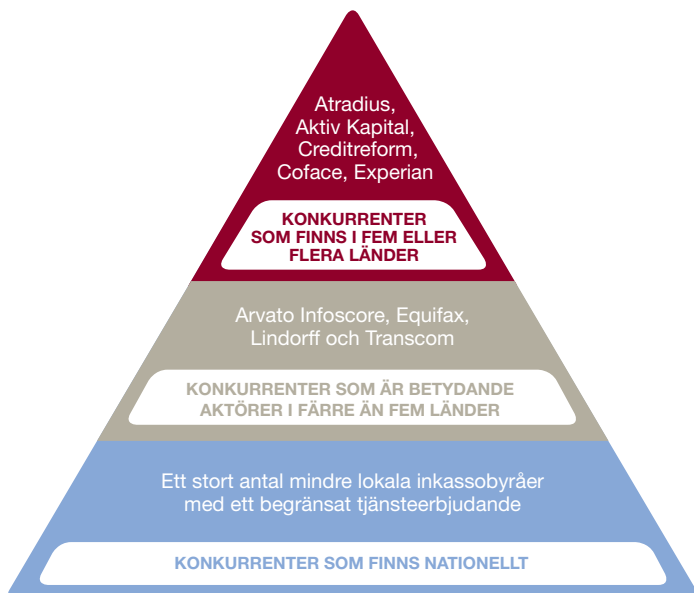 Atradius,
Aktiv Kapital,
Creditreform,
Coface, Experian
KONKURRENTER
SOM FINNS I FEM ELLER
FLERA LÄNDER
Arvato Infoscore, Equifax,
Lindorff och Transcom
KONKURRENTER SOM ÄR BETYDANDE
AKTÖRER I FÄRRE ÄN FEM LÄNDER
Ett stort antal mindre lokala inkassobyråer
med ett begränsat tjänsteerbjudande
KONKURRENTER SOM FINNS NATIONELLT